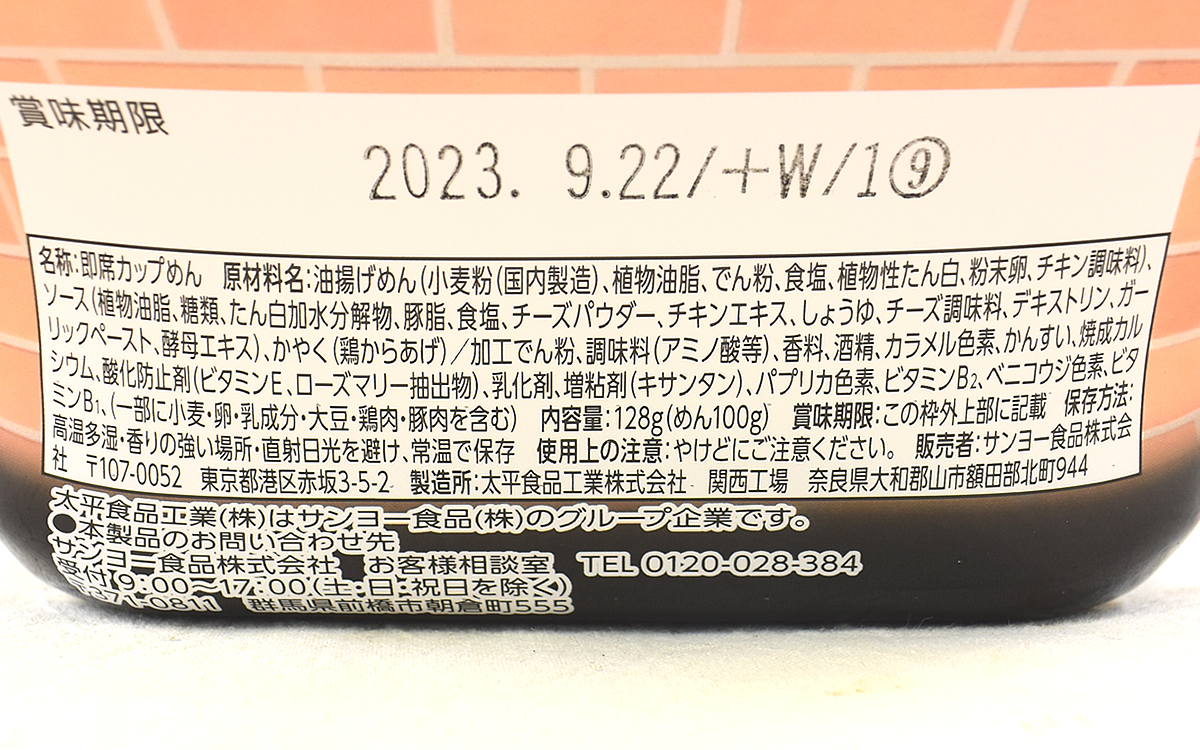 賞味期限
2023. 9.22/+W/1⑨
名称:即席カップめん 原材料名:油揚げめん(小麦粉(国内製造)、植物油脂、でん粉、食塩、植物性たん白、粉末卵、チキン調味料)、
ソース(植物油脂、糖類、たん白加水分解物、豚脂、食塩、チーズパウダー、チキンエキス、しょうゆ、チーズ調味料、デキストリン、ガー
リックペースト、酵母エキス)、かやく(鶏からあげ)/加工でん粉、調味料(アミノ酸等)、香料、酒精、カラメル色素、かんすい、焼成カル
シウム、酸化防止剤(ビタミンE、ローズマリー抽出物)、乳化剤、増粘剤(キサンタン)、パプリカ色素、ビタミンB₂、ベニコウジ色素、ビタ
ミンB₁、(一部に小麦・卵・乳成分・大豆・鶏肉・豚肉を含む) 内容量:128g(めん100g) 賞味期限:この枠外上部に記載 保存方法:
高温多湿・香りの強い場所・直射日光を避け、常温で保存 使用上の注意:やけどにご注意ください。 販売者:サンヨー食品株式会
社 〒107-0052 東京都港区赤坂3-5-2 製造所:太平食品工業株式会社 関西工場 奈良県大和郡山市額田部北町944
太平食品工業(株)はサンヨー食品(株)のグループ企業です。
●本製品のお問い合わせ先
サンヨー食品株式会社 お客様相談室 TEL 0120-028-384
受付 9:00〜17:00(土・日・祝日を除く)
〒371-0811 群馬県前橋市朝倉町555